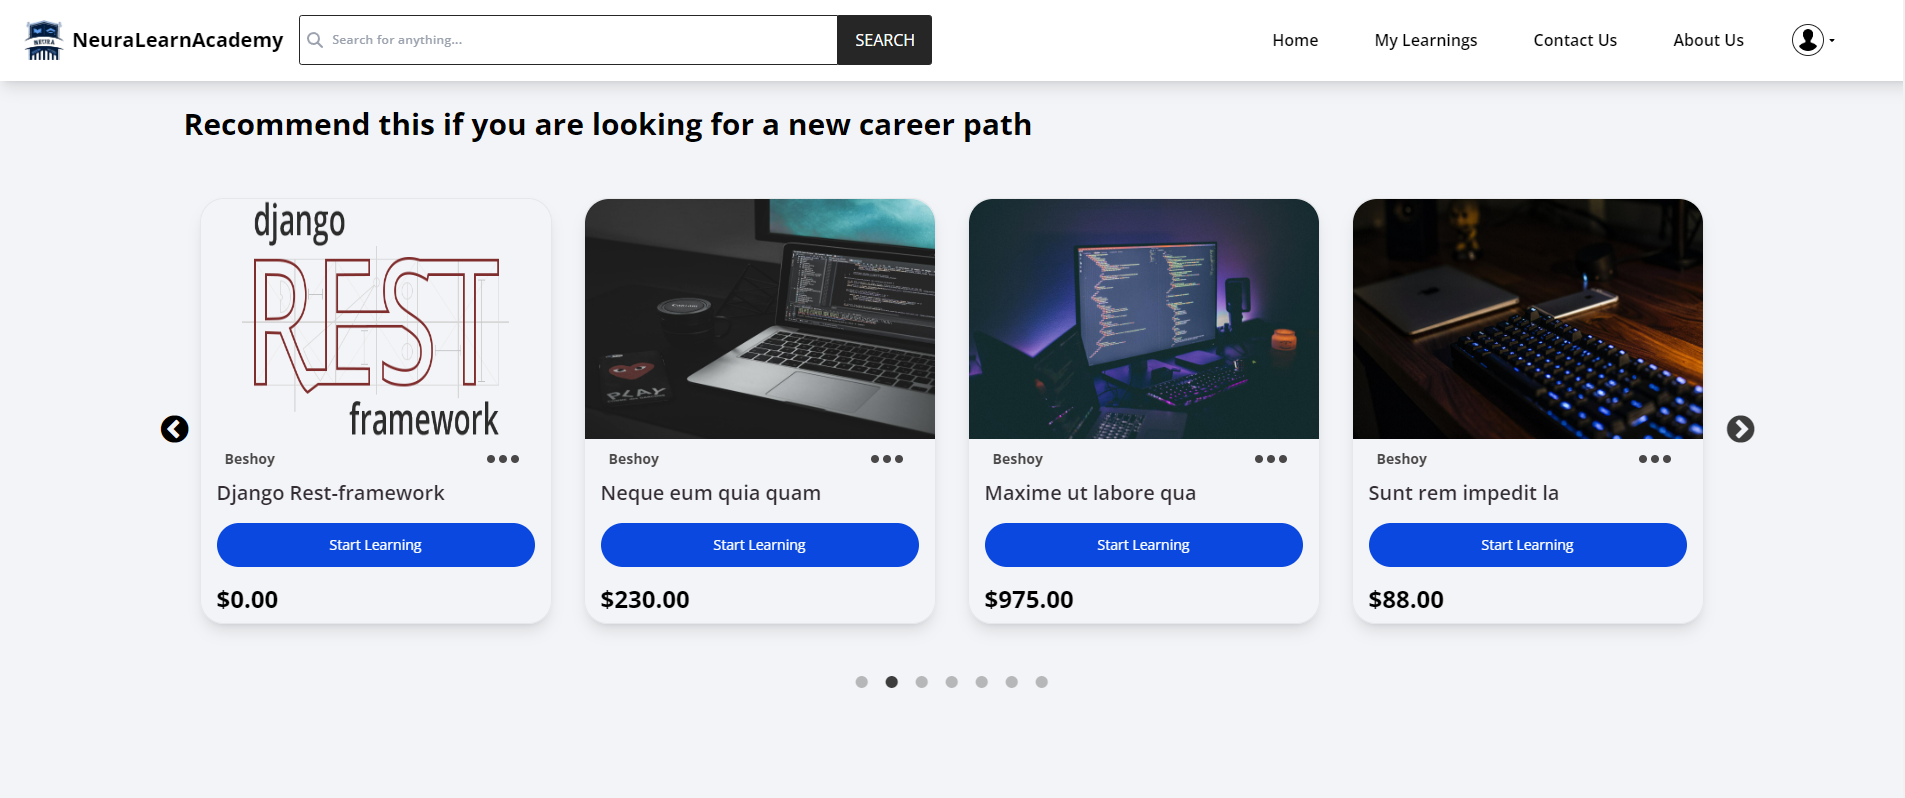 NEURA
NeuraLearnAcademy
Search for anything...
SEARCH
Home
My Learnings
Contact Us
About Us
Recommend this if you are looking for a new career path
django
REST
framework
Beshoy
Django Rest-framework
Start Learning
$0.00
PLAY
Beshoy
Neque eum quia quam
Start Learning
$230.00
Beshoy
Maxime ut labore qua
Start Learning
$975.00
Beshoy
Sunt rem impedit la
Start Learning
$88.00